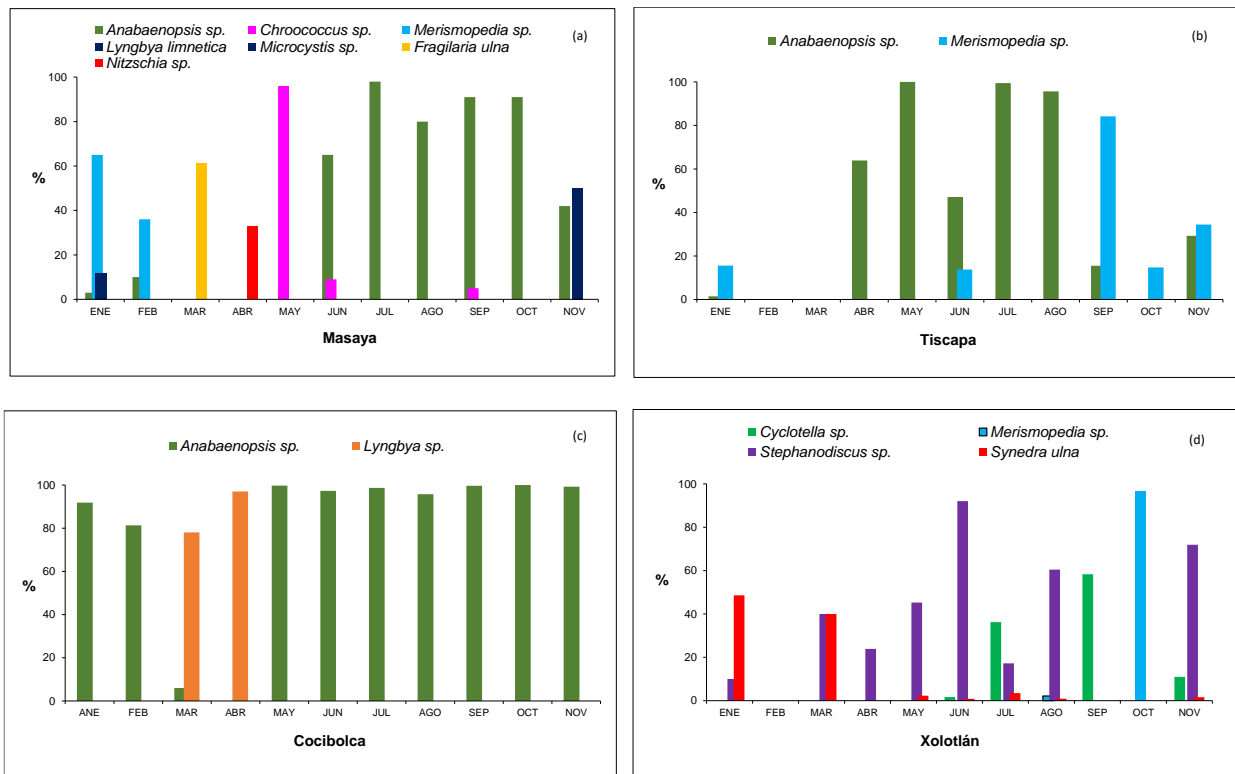 Anabaenopsis sp. Chroococcus sp. Merismopedia sp. (a)
Lyngbya limnetica Microcystis sp. Fragilaria ulna
Nitzschia sp.
100
80
60
%
40
20
0
ENE FEB MAR ABR MAY JUN JUL AGO SEP OCT NOV
Masaya
Anabaenopsis sp. Merismopedia sp. (b)
100
80
60
%
40
20
0
ENE FEB MAR ABR MAY JUN JUL AGO SEP OCT NOV
Tiscapa
Anabaenopsis sp. Lyngbya sp. (c)
100
80
60
%
40
20
0
ANE FEB MAR ABR MAY JUN JUL AGO SEP OCT NOV
Cocibolca
Cyclotella sp. Merismopedia sp. (d)
Stephanodiscus sp. Synedra ulna
100
80
60
%
40
20
0
ENE FEB MAR ABR MAY JUN JUL AGO SEP OCT NOV
Xolotlán